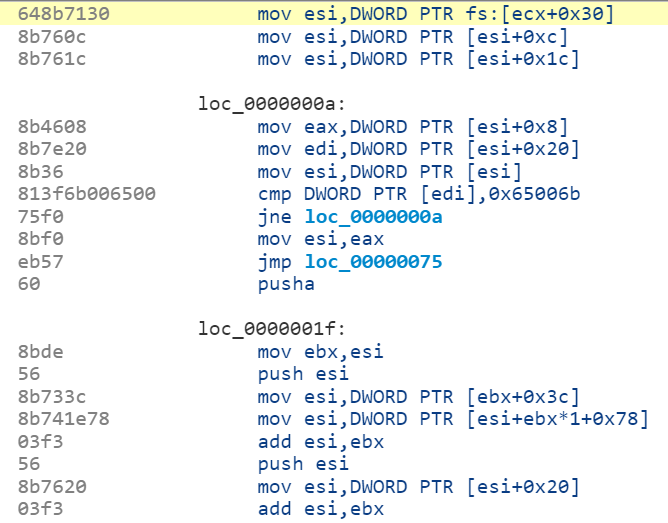 648b7130 mov esi,DWORD PTR fs:[ecx+0x30]
8b760c mov esi,DWORD PTR [esi+0xc]
8b761c mov esi,DWORD PTR [esi+0x1c]
loc_0000000a:
8b4608 mov eax,DWORD PTR [esi+0x8]
8b7e20 mov edi,DWORD PTR [esi+0x20]
8b36 mov esi,DWORD PTR [esi]
813f6b006500 cmp DWORD PTR [edi],0x65006b
75f0 jne loc_0000000a
8bf0 mov esi,eax
eb57 jmp loc_00000075
60 pusha
loc_0000001f:
8bde mov ebx,esi
56 push esi
8b733c mov esi,DWORD PTR [ebx+0x3c]
8b741e78 mov esi,DWORD PTR [esi+ebx*1+0x78]
03f3 add esi,ebx
56 push esi
8b7620 mov esi,DWORD PTR [esi+0x20]
03f3 add esi,ebx